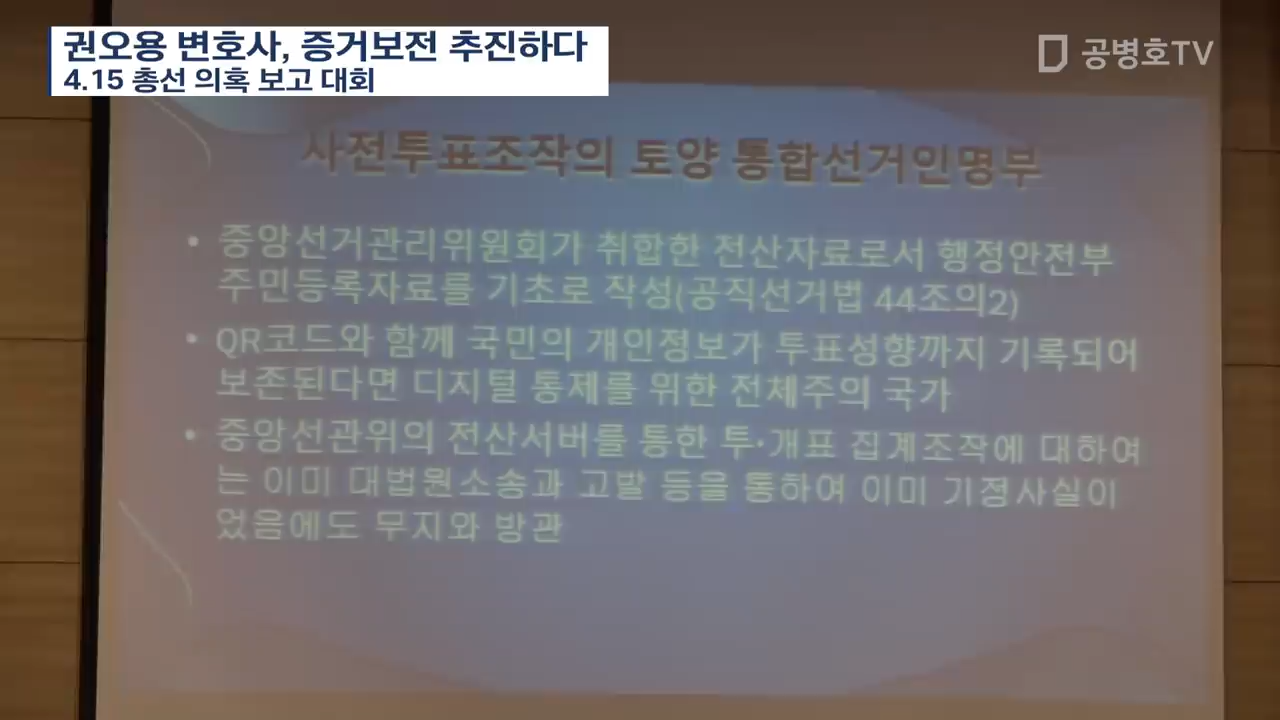 권오용 변호사, 증거보전 추진하다
4.15 총선 의혹 보고 대회
공병호TV
사전투표조작의 토양 통합선거인명부
• 중앙선거관리위원회가 취합한 전산자료로서 행정안전부
주민등록자료를 기초로 작성(공직선거법 44조의2)
• QR코드와 함께 국민의 개인정보가 투표성향까지 기록되어
보존된다면 디지털 통제를 위한 전체주의 국가
• 중앙선관위의 전산서버를 통한 투·개표 집계조작에 대하여
는 이미 대법원소송과 고발 등을 통하여 이미 기정사실이
었음에도 무지와 방관